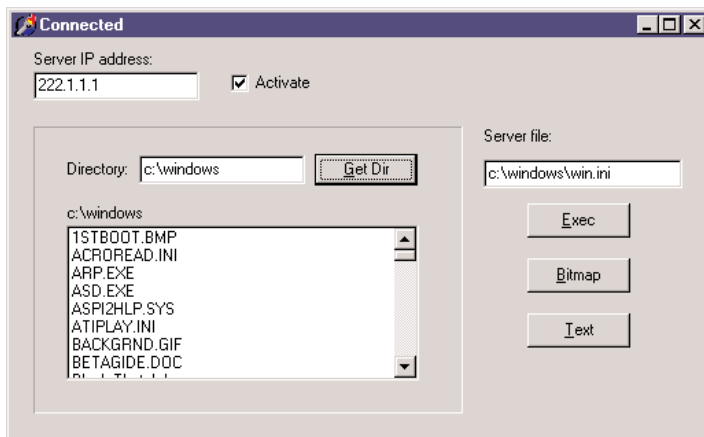 Connected
Server IP address:
222.1.1.1
Activate
Directory:
c:\windows
Get Dir
c:\windows
1STBOOT.BMP
ACROREAD.INI
ARP.EXE
ASD.EXE
ASPI2HLP.SYS
ATIPLAY.INI
BACKGRND.GIF
BETAGIDE.DOC
Server file:
c:\windows\win.ini
Exec
Bitmap
Text